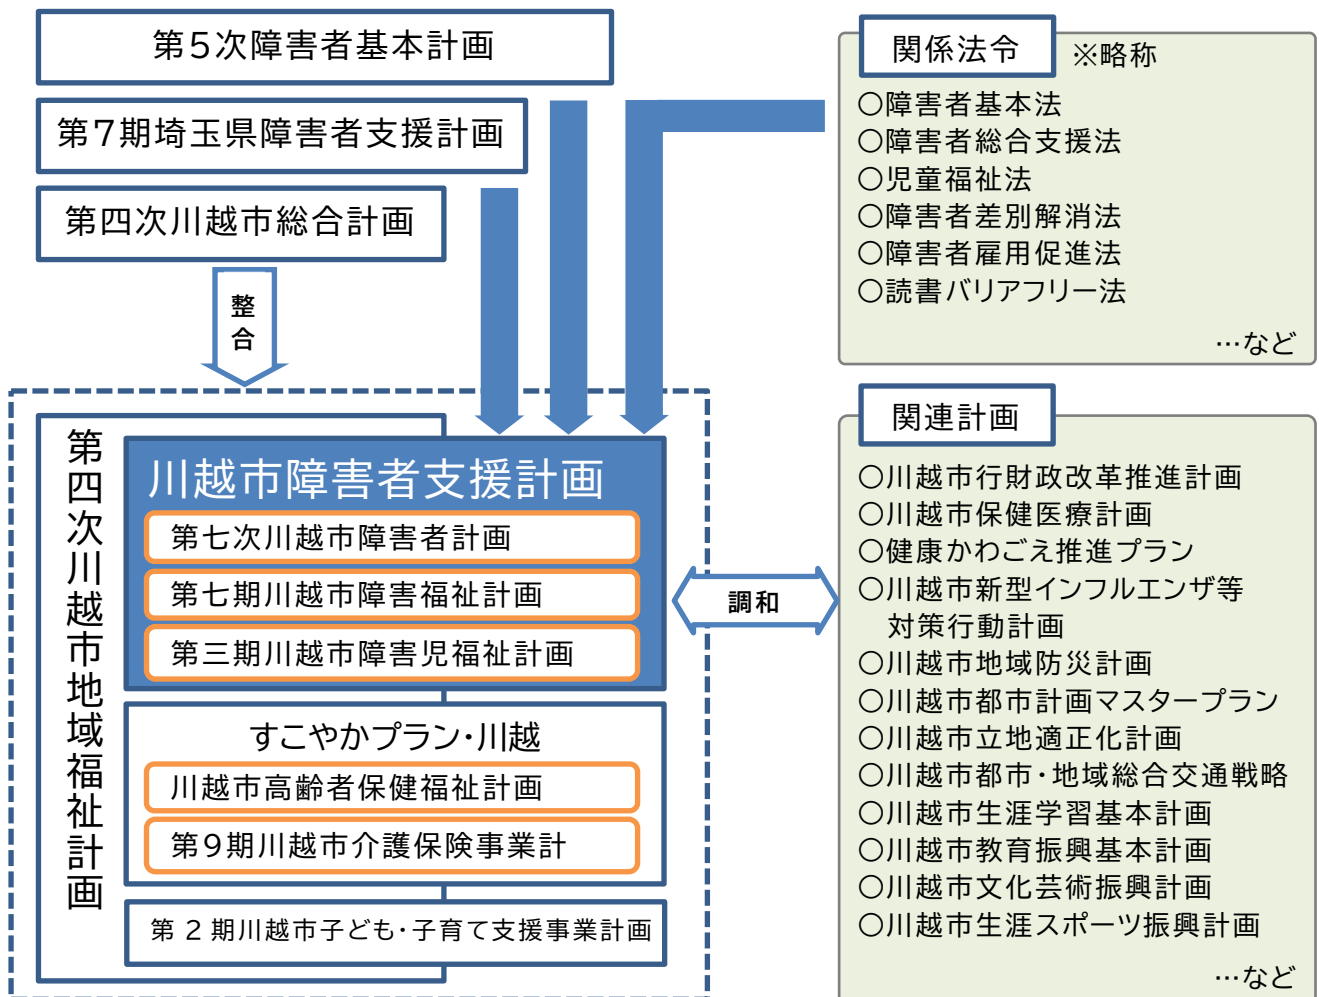 第5次障害者基本計画
第7期埼玉県障害者支援計画
第四次川越市総合計画
整
合
関係法令
※略称
○障害者基本法
○障害者総合支援法
○児童福祉法
○障害者差別解消法
○障害者雇用促進法
○読書バリアフリー法
…など
第四次川越市地域福祉計画
川越市障害者支援計画
第七次川越市障害者計画
第七期川越市障害福祉計画
第三期川越市障害児福祉計画
すこやかプラン・川越
川越市高齢者保健福祉計画
第9期川越市介護保険事業計
第2期川越市子ども・子育て支援事業計画
調和
関連計画
○川越市行財政改革推進計画
○川越市保健医療計画
○健康かわごえ推進プラン
○川越市新型インフルエンザ等
対策行動計画
○川越市地域防災計画
○川越市都市計画マスタープラン
○川越市立地適正化計画
○川越市都市・地域総合交通戦略
○川越市生涯学習基本計画
○川越市教育振興基本計画
○川越市文化芸術振興計画
○川越市生涯スポーツ振興計画
…など